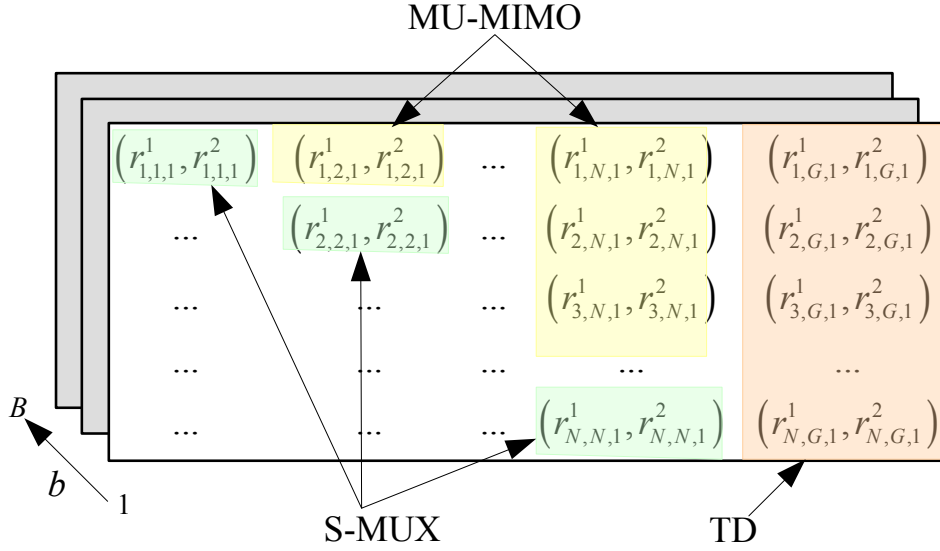 MU-MIMO
(r^1_{1,1,1}, r^2_{1,1,1}) (r^1_{1,2,1}, r^2_{1,2,1}) ... (r^1_{1,N,1}, r^2_{1,N,1}) (r^1_{1,G,1}, r^2_{1,G,1})
... (r^1_{2,2,1}, r^2_{2,2,1}) ... (r^1_{2,N,1}, r^2_{2,N,1}) (r^1_{2,G,1}, r^2_{2,G,1})
... ... ... (r^1_{3,N,1}, r^2_{3,N,1}) (r^1_{3,G,1}, r^2_{3,G,1})
... ... ... ... ...
... ... ... (r^1_{N,N,1}, r^2_{N,N,1}) (r^1_{N,G,1}, r^2_{N,G,1})
B
b
1
S-MUX
TD